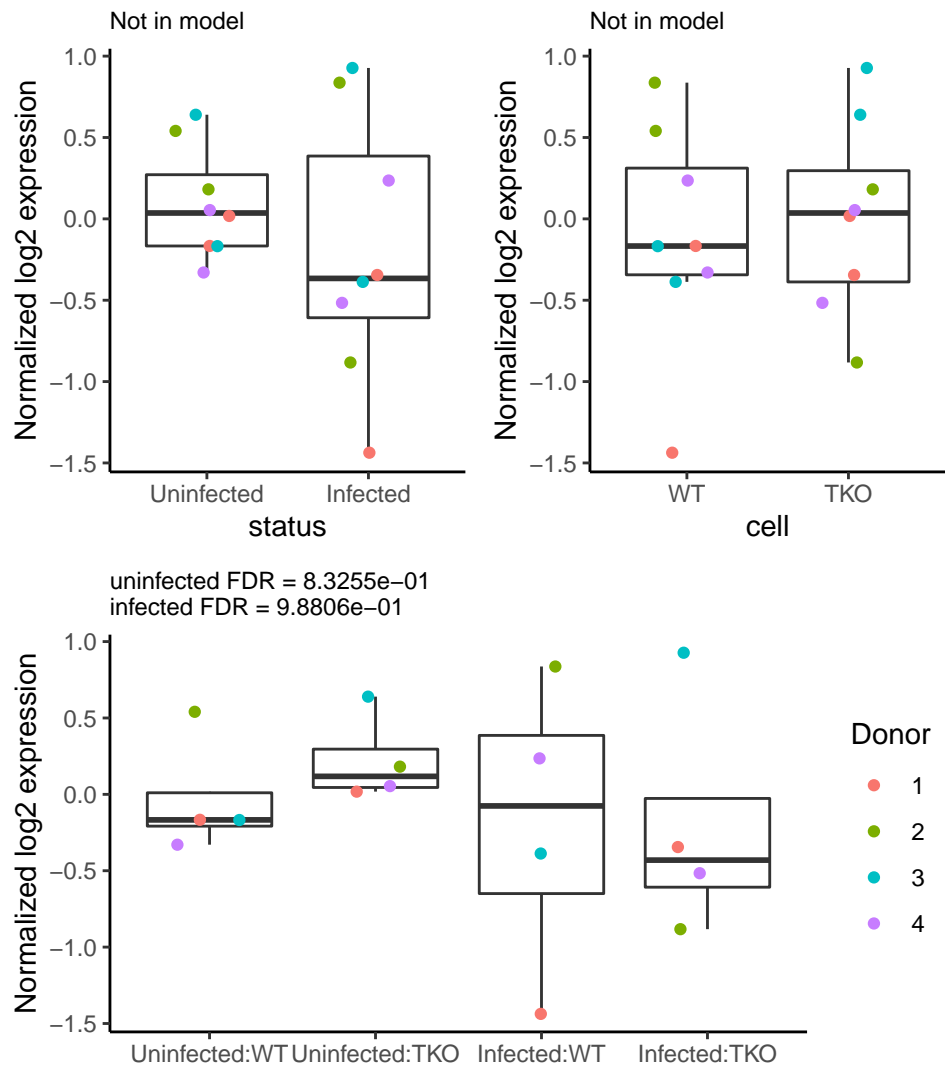 Not in model
Normalized log2 expression
1.0
0.5
0.0
−0.5
−1.0
−1.5
Uninfected Infected
status
Not in model
Normalized log2 expression
1.0
0.5
0.0
−0.5
−1.0
−1.5
WT TKO
cell
uninfected FDR = 8.3255e−01
infected FDR = 9.8806e−01
Normalized log2 expression
1.0
0.5
0.0
−0.5
−1.0
−1.5
Uninfected:WT Uninfected:TKO Infected:WT Infected:TKO
Donor
1
2
3
4